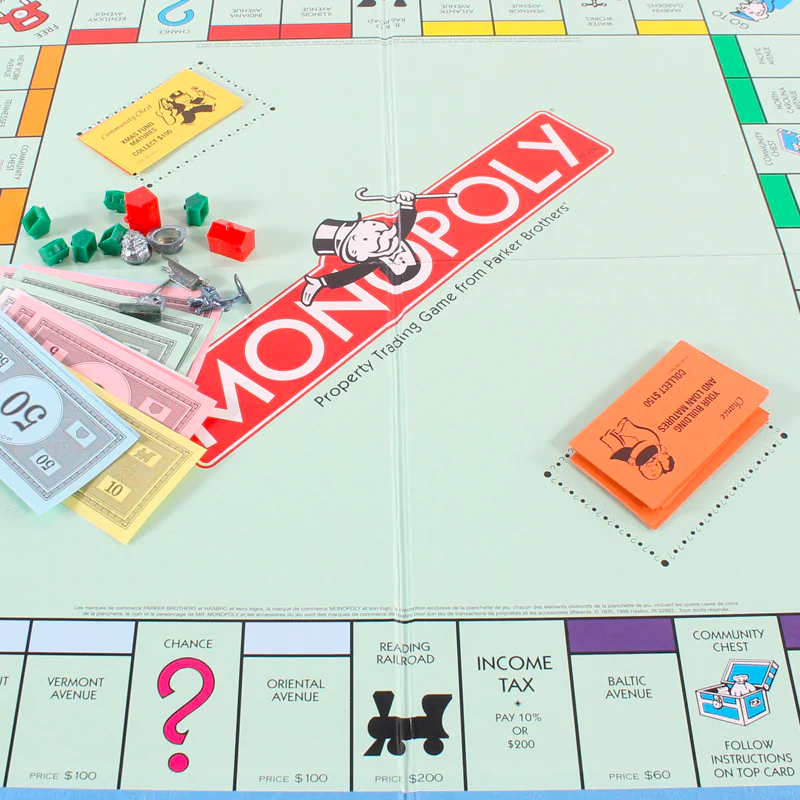 FREE
KENTUCKY
AVENUE
CHANCE
INDIANA
AVENUE
ILLINOIS
AVENUE
ATLANTIC
AVENUE
VENTNOR
AVENUE
WATER
WORKS
MARVIN
GARDENS
GO TO
NEW YORK
AVENUE
TENNESSEE
COMMUNITY
CHEST
PACIFIC
AVENUE
NORTH
CAROLINA
AVENUE
COMMUNITY
CHEST
Community Chest
XMAS FUND
MATURES
COLLECT $100
MONOPOLY
Property Trading Game from Parker Brothers®
50
50
10
5
Chance
YOUR BUILDING
AND LOAN MATURES
COLLECT $150
VERMONT
AVENUE
PRICE $100
CHANCE
ORIENTAL
AVENUE
PRICE $100
READING
RAILROAD
PRICE $200
INCOME
TAX
PAY 10%
OR
$200
BALTIC
AVENUE
PRICE $60
COMMUNITY
CHEST
FOLLOW
INSTRUCTIONS
ON TOP CARD